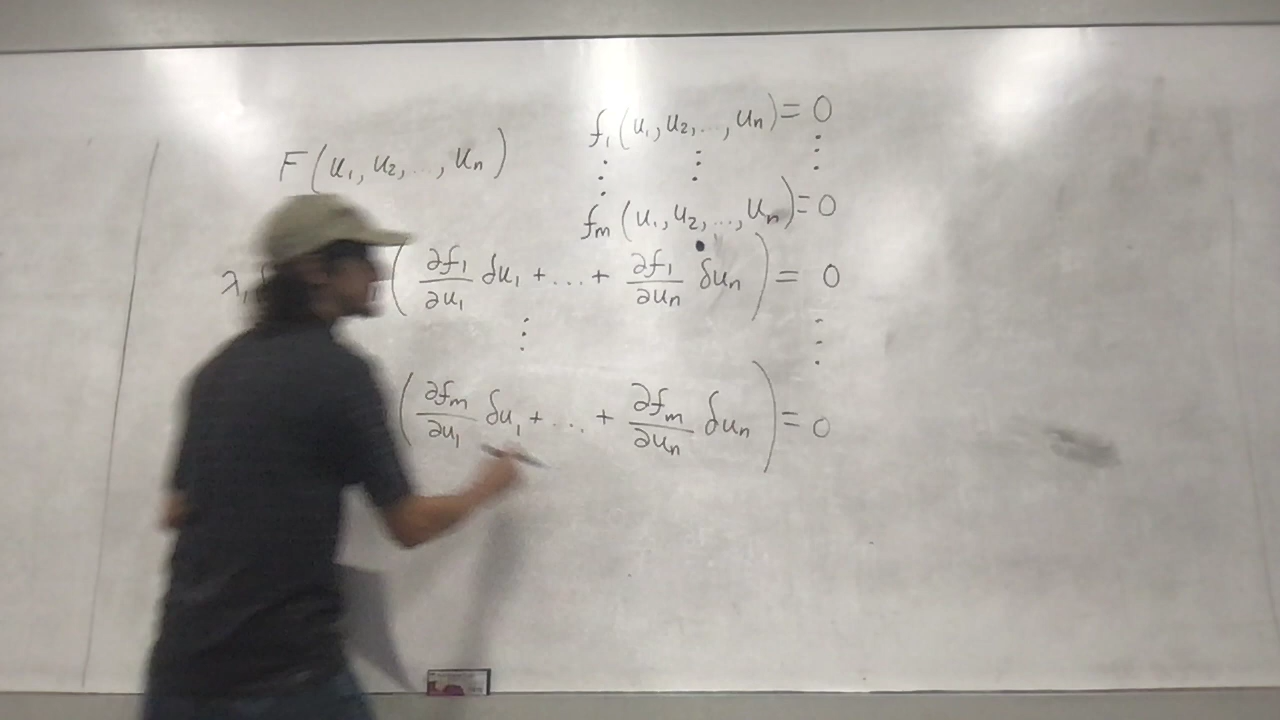 F(u₁, u₂, ..., uₙ)
f₁(u₁, u₂, ..., uₙ) = 0
⋮ ⋮ ⋮
fₘ(u₁, u₂, ..., uₙ) = 0
λ₁ (∂f₁/∂u₁ δu₁ + ... + ∂f₁/∂uₙ δuₙ) = 0
⋮ ⋮
(∂fₘ/∂u₁ δu₁ + ... + ∂fₘ/∂uₙ δuₙ) = 0